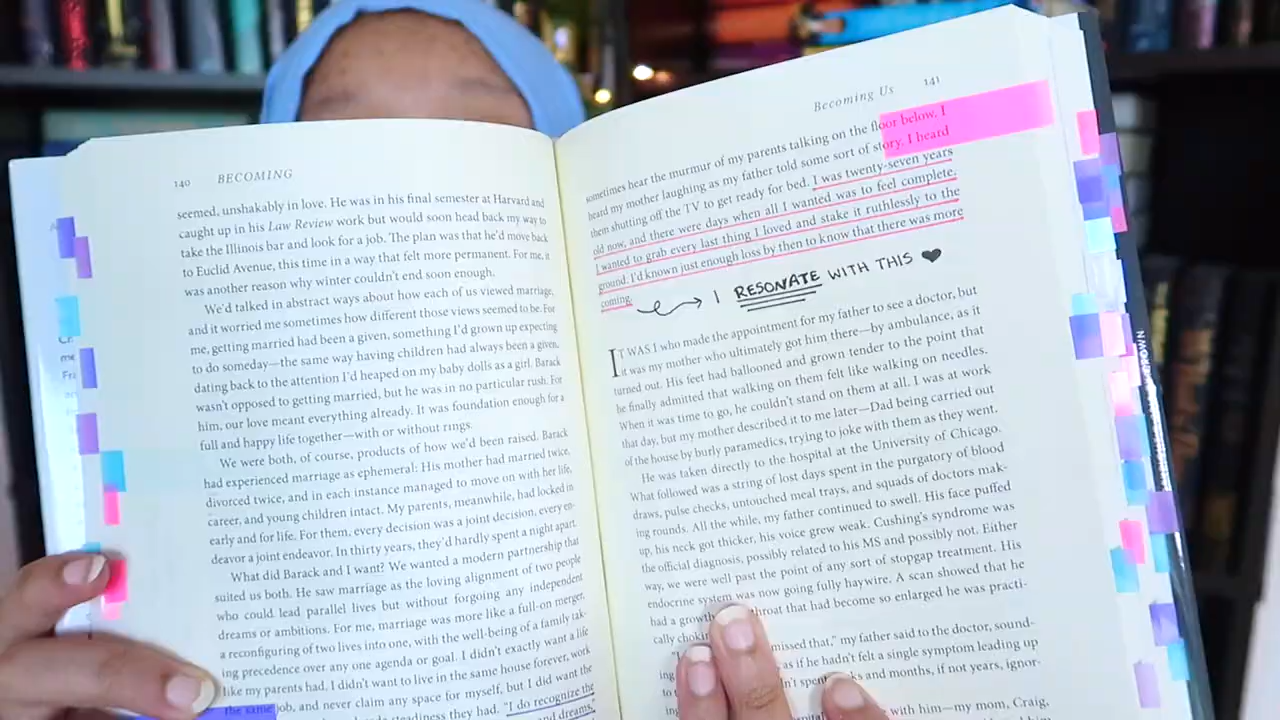 140 BECOMING
seemed, unshakably in love. He was in his final semester at Harvard and
caught up in his Law Review work but would soon head back my way to
take the Illinois bar and look for a job. The plan was that he'd move back
to Euclid Avenue, this time in a way that felt more permanent. For me, it
was another reason why winter couldn't end soon enough.
We'd talked in abstract ways about how each of us viewed marriage,
and it worried me sometimes how different those views seemed to be. For
me, getting married had been a given, something I'd grown up expecting
to do someday—the same way having children had always been a given,
dating back to the attention I'd heaped on my baby dolls as a girl. Barack
wasn't opposed to getting married, but he was in no particular rush. For
him, our love meant everything already. It was foundation enough for a
full and happy life together—with or without rings.
We were both, of course, products of how we'd been raised. Barack
had experienced marriage as ephemeral: His mother had married twice,
divorced twice, and in each instance managed to move on with her life,
career, and young children intact. My parents, meanwhile, had locked in
early and for life. For them, every decision was a joint decision, every en-
deavor a joint endeavor. In thirty years, they'd hardly spent a night apart.
What did Barack and I want? We wanted a modern partnership that
suited us both. He saw marriage as the loving alignment of two people
who could lead parallel lives but without forgoing any independent
dreams or ambitions. For me, marriage was more like a full-on merger,
a reconfiguring of two lives into one, with the well-being of a family tak-
ing precedence over any one agenda or goal. I didn't exactly want a life
like my parents had. I didn't want to live in the same house forever, work
the same job, and never claim any space for myself, but I did want the
steadiness they had. "I do recognize the
and dreams,"
Becoming Us 141
sometimes hear the murmur of my parents talking on the floor below. I
heard my mother laughing as my father told some sort of story. I heard
them shutting off the TV to get ready for bed. I was twenty-seven years
old now, and there were days when all I wanted was to feel complete.
I wanted to grab every last thing I loved and stake it ruthlessly to the
ground. I'd known just enough loss by then to know that there was more
coming.
I RESONATE WITH THIS
IT WAS I who made the appointment for my father to see a doctor, but
it was my mother who ultimately got him there—by ambulance, as it
turned out. His feet had ballooned and grown tender to the point that
he finally admitted that walking on them felt like walking on needles.
When it was time to go, he couldn't stand on them at all. I was at work
that day, but my mother described it to me later—Dad being carried out
of the house by burly paramedics, trying to joke with them as they went.
He was taken directly to the hospital at the University of Chicago.
What followed was a string of lost days spent in the purgatory of blood
draws, pulse checks, untouched meal trays, and squads of doctors mak-
ing rounds. All the while, my father continued to swell. His face puffed
up, his neck got thicker, his voice grew weak. Cushing's syndrome was
the official diagnosis, possibly related to his MS and possibly not. Either
way, we were well past the point of any sort of stopgap treatment. His
endocrine system was now going fully haywire. A scan showed that he
had a growth throat that had become so enlarged he was practi-
cally
missed that," my father said to the doctor, sound-
ing as if he hadn't felt a single symptom leading up
to and months, if not years, ignor-
with him—my mom, Craig,